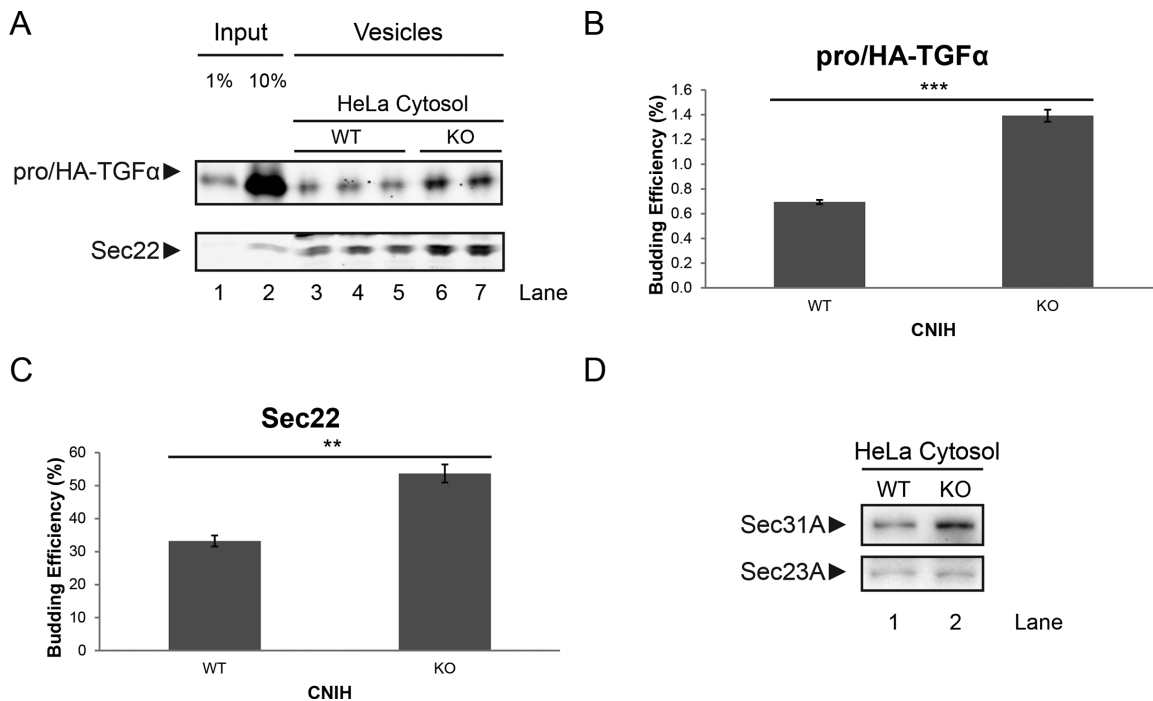 A
Input
Vesicles
1% 10%
HeLa Cytosol
WT KO
pro/HA-TGFα
Sec22
1 2 3 4 5 6 7 Lane
B
pro/HA-TGFα
***
Budding Efficiency (%)
1.6
1.4
1.2
1.0
0.8
0.6
0.4
0.2
0.0
WT KO
CNIH
C
Sec22
**
Budding Efficiency (%)
60
50
40
30
20
10
0
WT KO
CNIH
D
HeLa Cytosol
WT KO
Sec31A
Sec23A
1 2 Lane